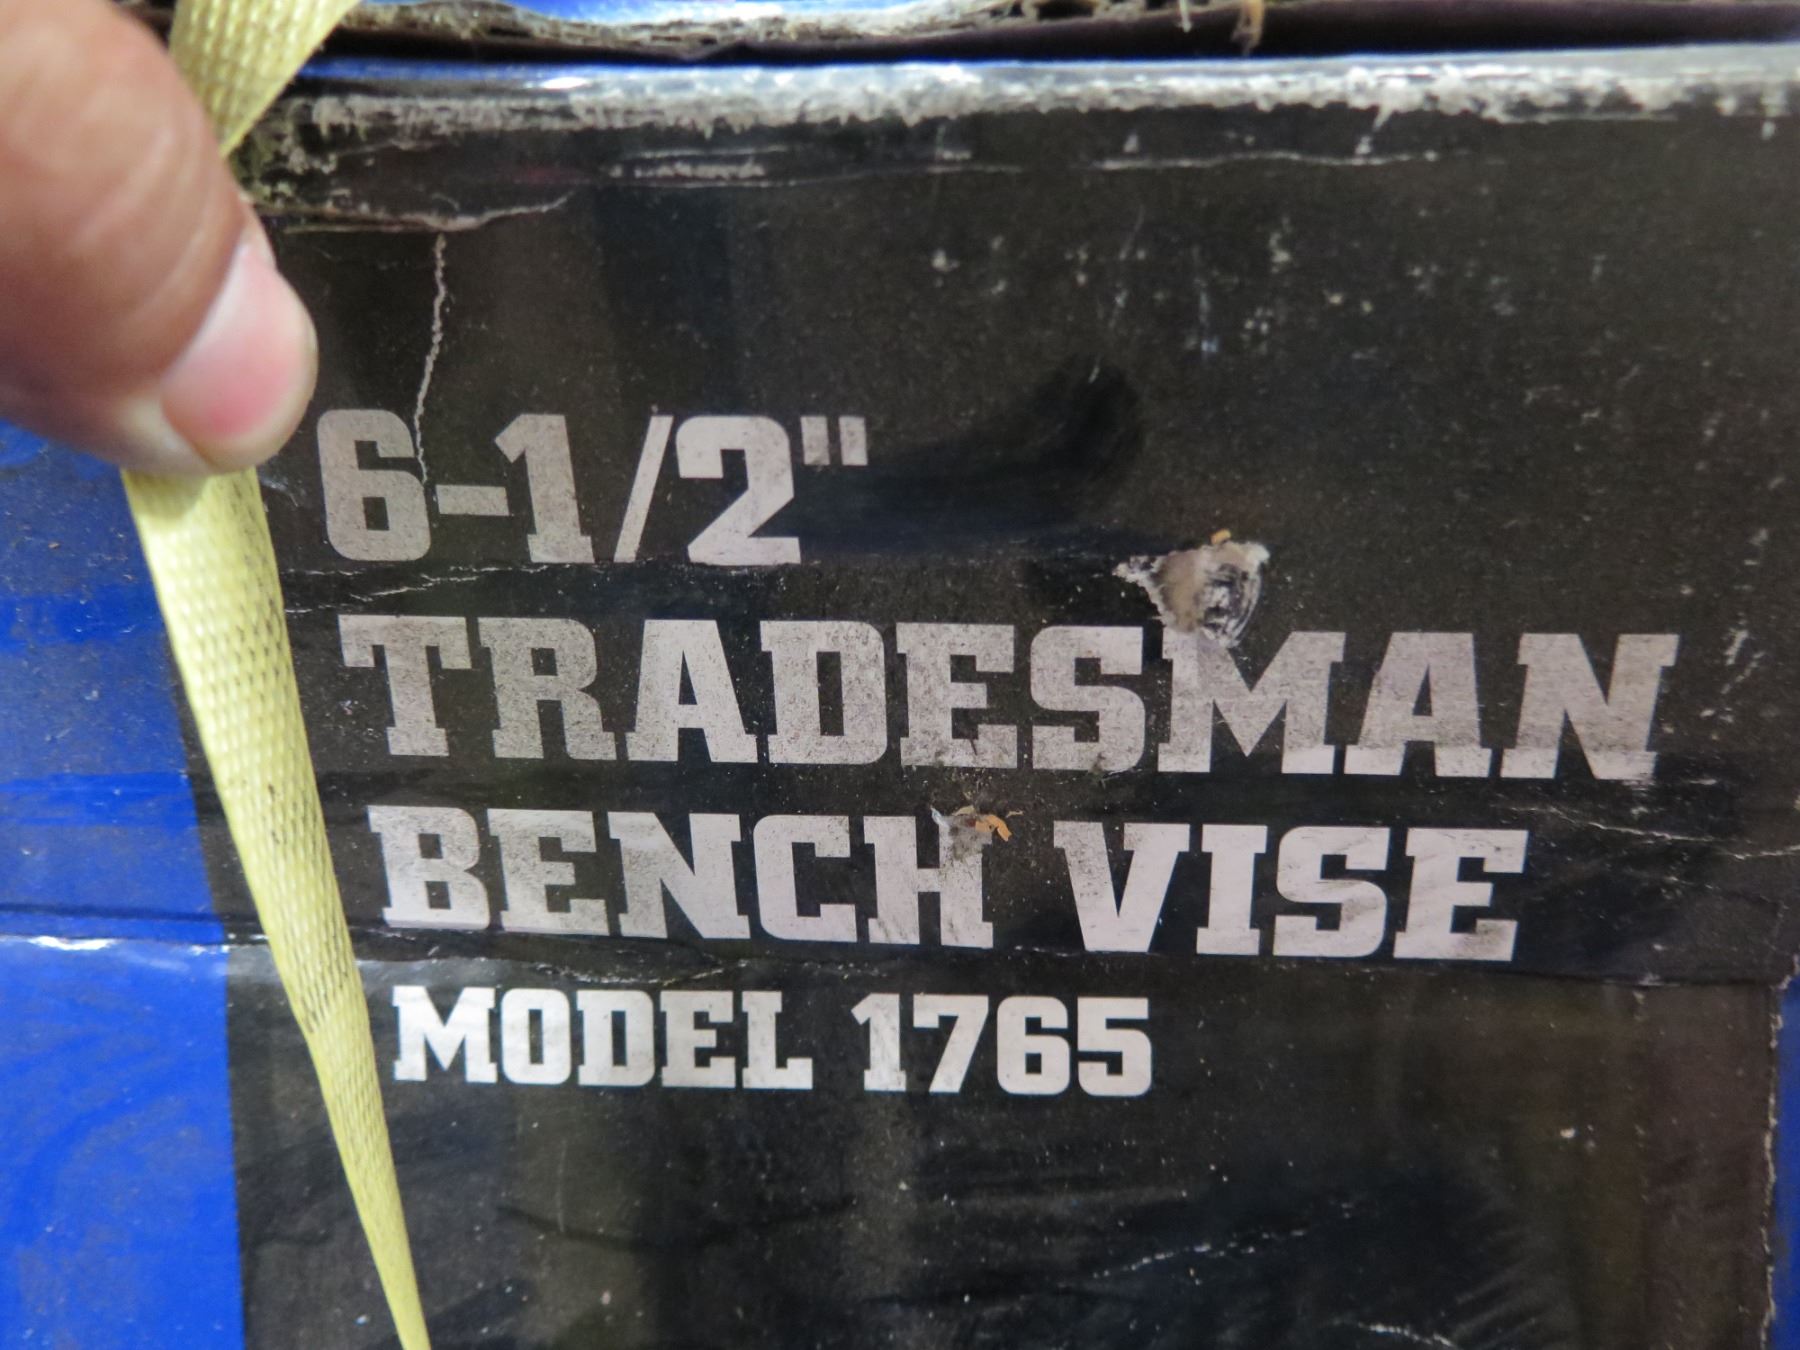 6-1/2"
TRADESMAN
BENCH VISE
MODEL 1765